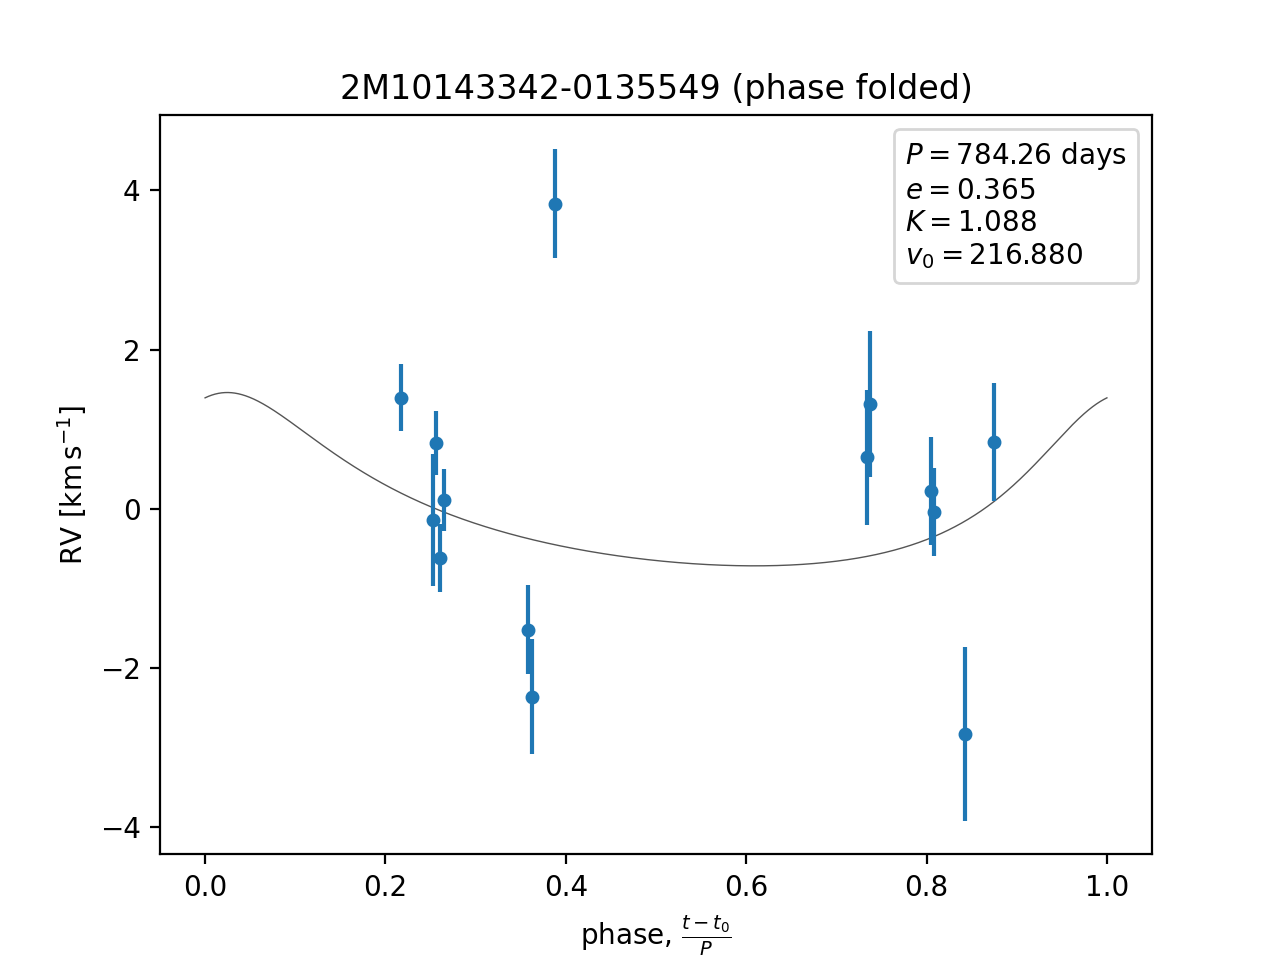 2M10143342-0135549 (phase folded)
P = 784.26 days
e = 0.365
K = 1.088
v₀ = 216.880
RV [km s⁻¹]
4
2
0
−2
−4
0.0 0.2 0.4 0.6 0.8 1.0
phase, (t − t₀)/P